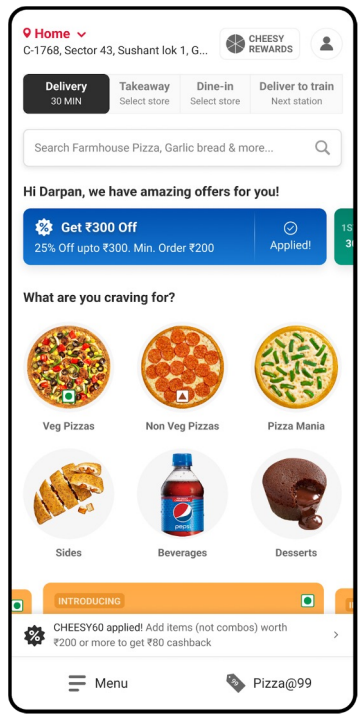 Home
C-1768, Sector 43, Sushant lok 1, G...
CHEESY
REWARDS
Delivery
30 MIN
Takeaway
Select store
Dine-in
Select store
Deliver to train
Next station
Search Farmhouse Pizza, Garlic bread & more...
Hi Darpan, we have amazing offers for you!
Get ₹300 Off
25% Off upto ₹300. Min. Order ₹200
Applied!
1S
3
What are you craving for?
Veg Pizzas
Non Veg Pizzas
Pizza Mania
pepsi
Sides
Beverages
Desserts
INTRODUCING
CHEESY60 applied! Add items (not combos) worth
₹200 or more to get ₹80 cashback
Menu
99
Pizza@99